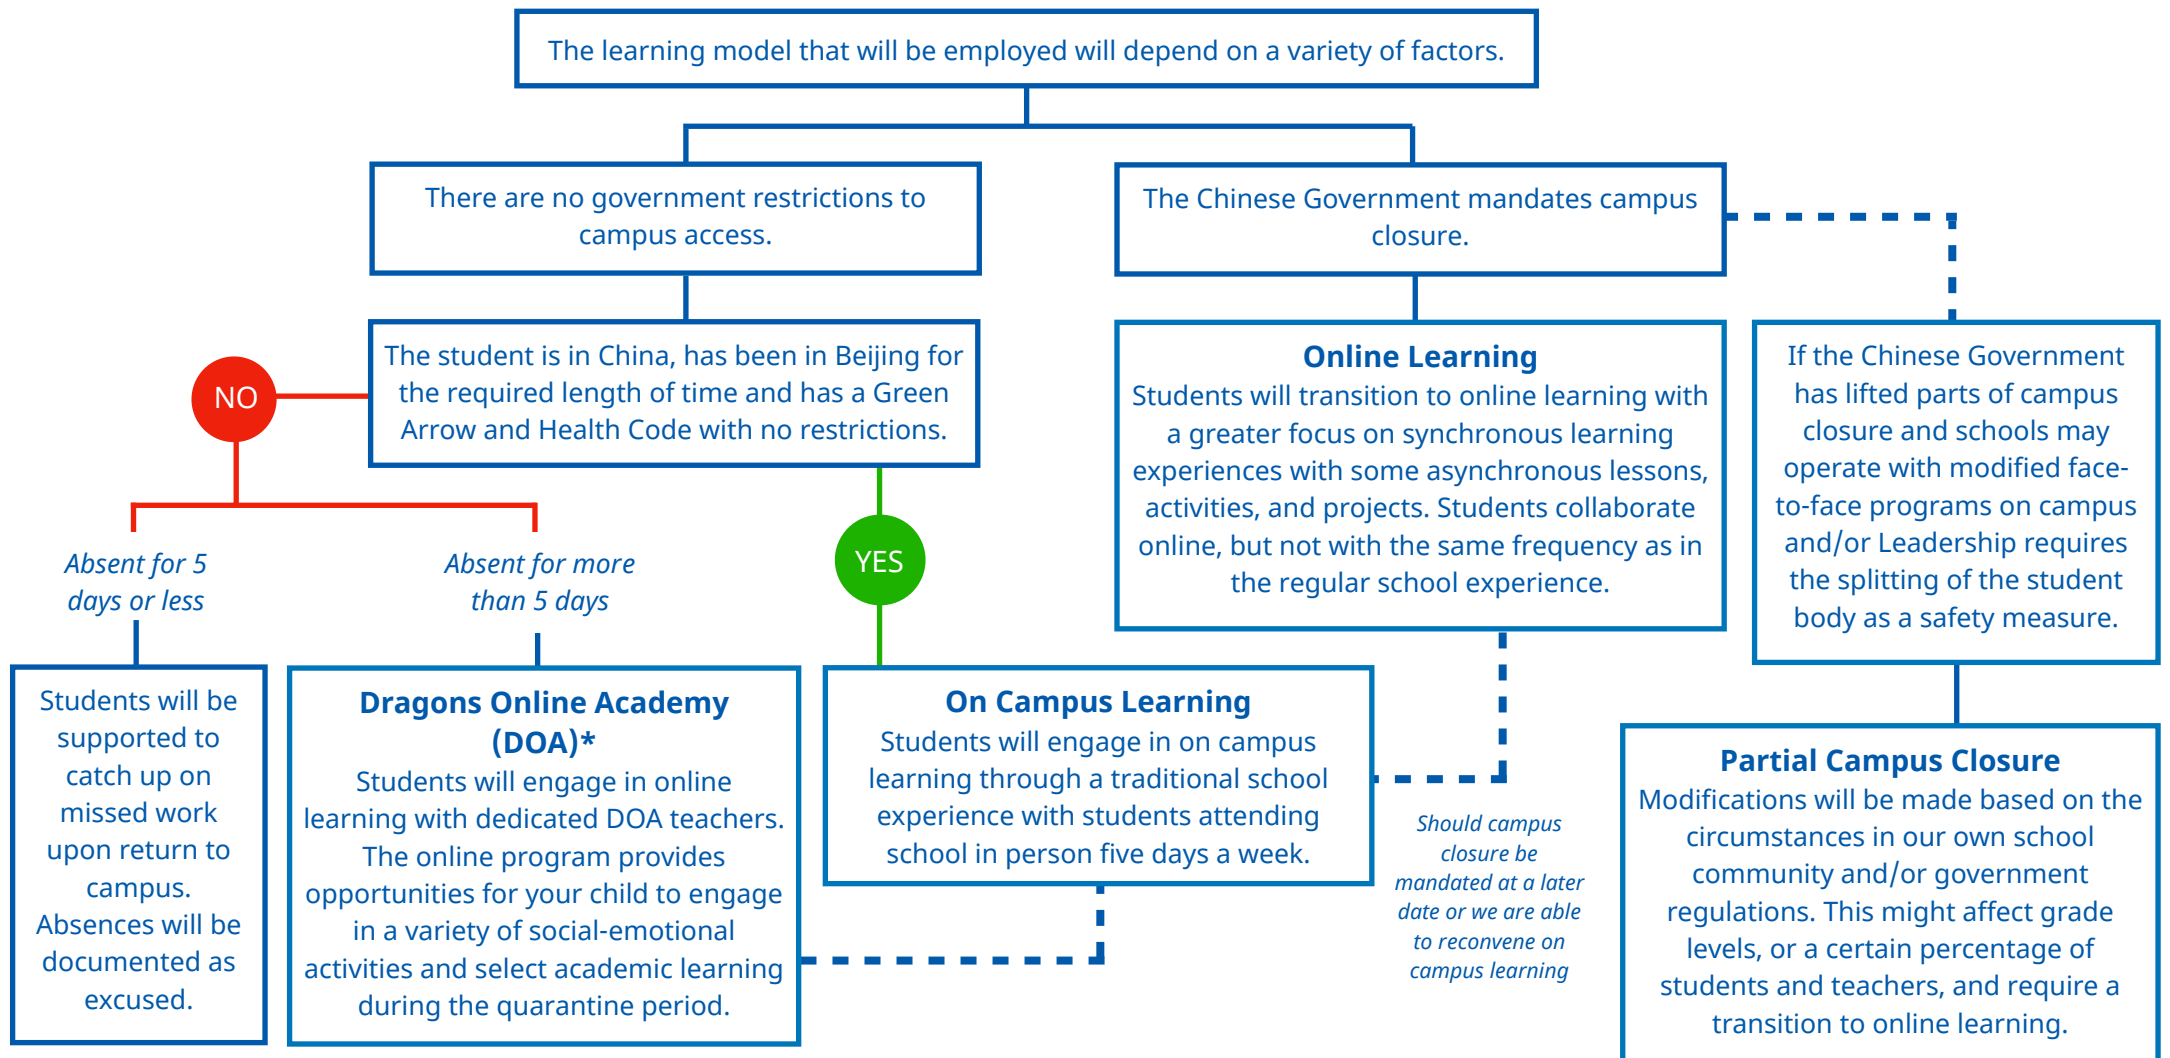 The learning model that will be employed will depend on a variety of factors.
There are no government restrictions to
campus access.
The Chinese Government mandates campus
closure.
The student is in China, has been in Beijing for
the required length of time and has a Green
Arrow and Health Code with no restrictions.
NO
YES
Absent for 5
days or less
Absent for more
than 5 days
Students will be
supported to
catch up on
missed work
upon return to
campus.
Absences will be
documented as
excused.
Dragons Online Academy
(DOA)*
Students will engage in online
learning with dedicated DOA teachers.
The online program provides
opportunities for your child to engage
in a variety of social-emotional
activities and select academic learning
during the quarantine period.
On Campus Learning
Students will engage in on campus
learning through a traditional school
experience with students attending
school in person five days a week.
Online Learning
Students will transition to online learning with
a greater focus on synchronous learning
experiences with some asynchronous lessons,
activities, and projects. Students collaborate
online, but not with the same frequency as in
the regular school experience.
Should campus
closure be
mandated at a later
date or we are able
to reconvene on
campus learning
If the Chinese Government
has lifted parts of campus
closure and schools may
operate with modified face-
to-face programs on campus
and/or Leadership requires
the splitting of the student
body as a safety measure.
Partial Campus Closure
Modifications will be made based on the
circumstances in our own school
community and/or government
regulations. This might affect grade
levels, or a certain percentage of
students and teachers, and require a
transition to online learning.